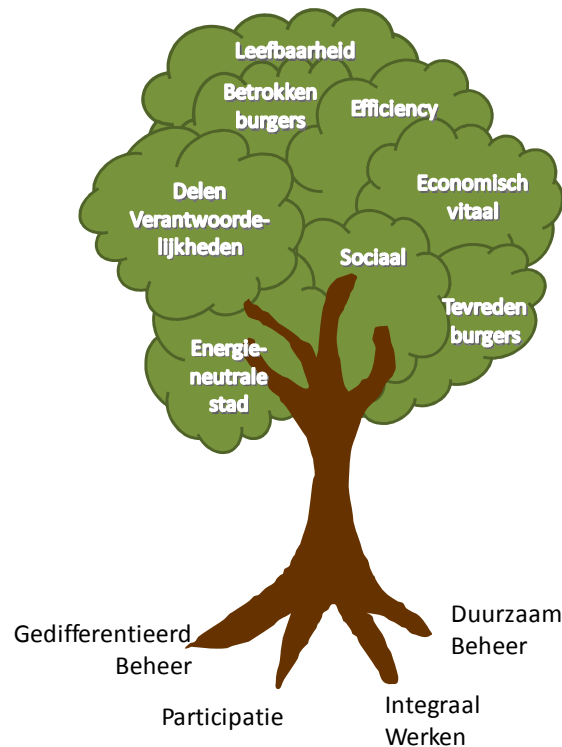 Leefbaarheid
Betrokken
burgers
Efficiency
Delen
Verantwoorde-
lijkheden
Economisch
vitaal
Sociaal
Tevreden
burgers
Energie-
neutrale
stad
Gedifferentieerd
Beheer
Participatie
Integraal
Werken
Duurzaam
Beheer